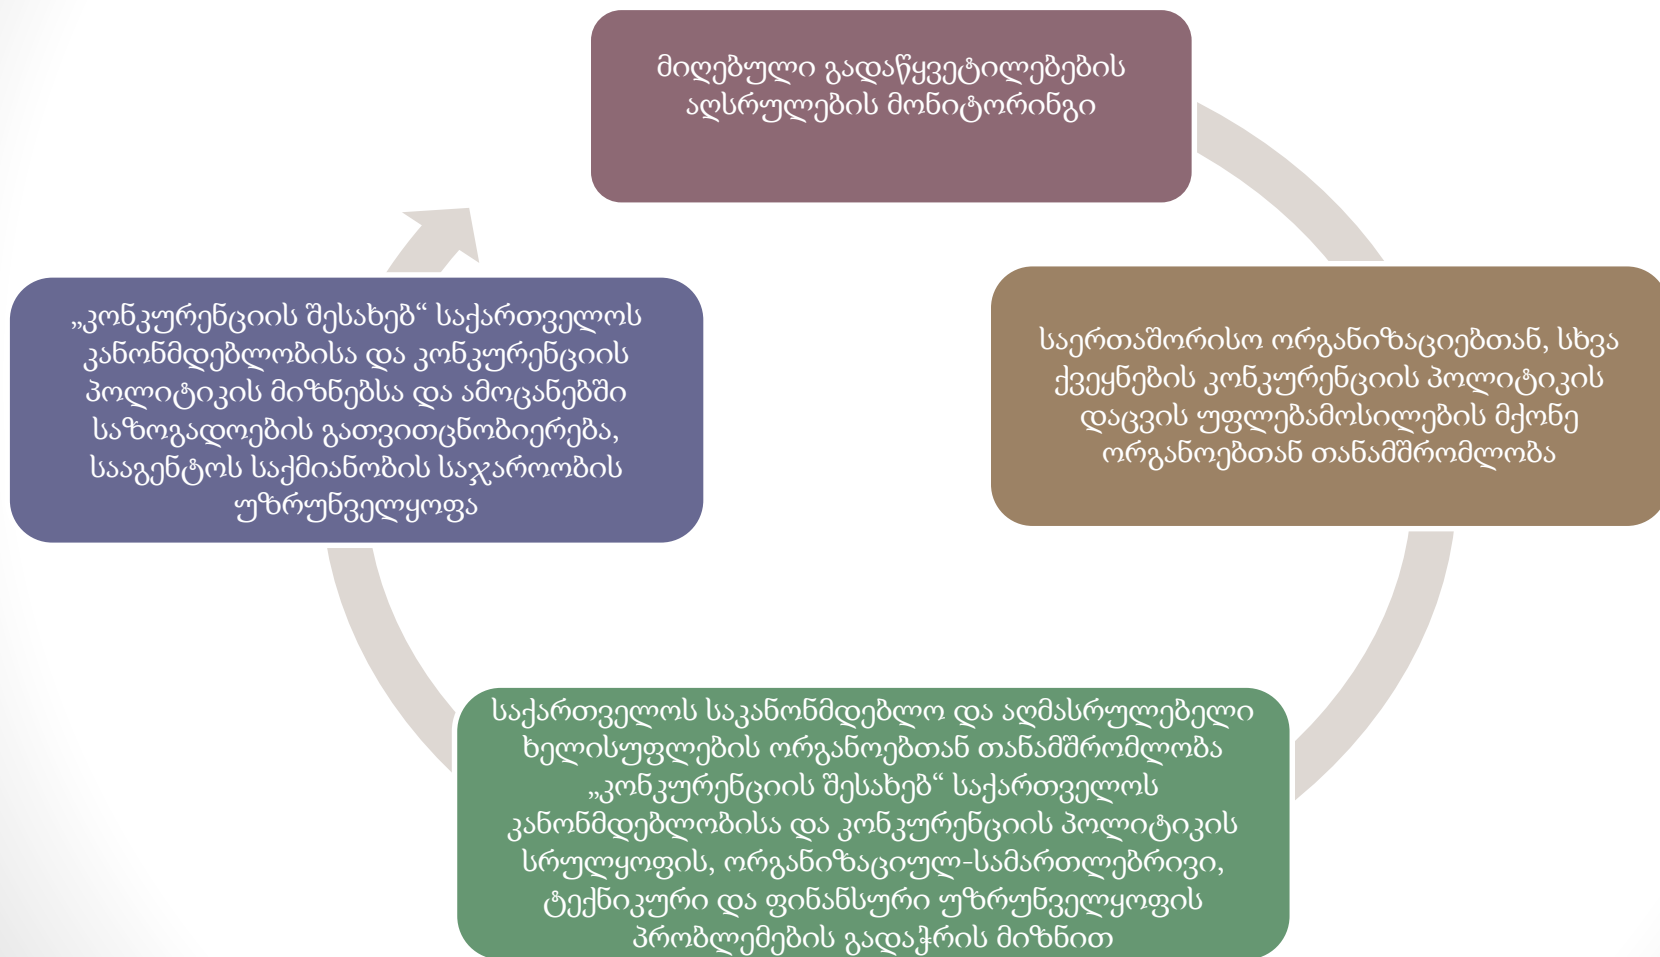 მიღებული გადაწყვეტილებების
აღსრულების მონიტორინგი
საერთაშორისო ორგანიზაციებთან, სხვა
ქვეყნების კონკურენციის პოლიტიკის
დაცვის უფლებამოსილების მქონე
ორგანოებთან თანამშრომლობა
საქართველოს საკანონმდებლო და აღმასრულებელი
ხელისუფლების ორგანოებთან თანამშრომლობა
„კონკურენციის შესახებ“ საქართველოს
კანონმდებლობისა და კონკურენციის პოლიტიკის
სრულყოფის, ორგანიზაციულ-სამართლებრივი,
ტექნიკური და ფინანსური უზრუნველყოფის
პრობლემების გადაჭრის მიზნით
„კონკურენციის შესახებ“ საქართველოს
კანონმდებლობისა და კონკურენციის
პოლიტიკის მიზნებსა და ამოცანებში
საზოგადოების გათვითცნობიერება,
სააგენტოს საქმიანობის საჯაროობის
უზრუნველყოფა